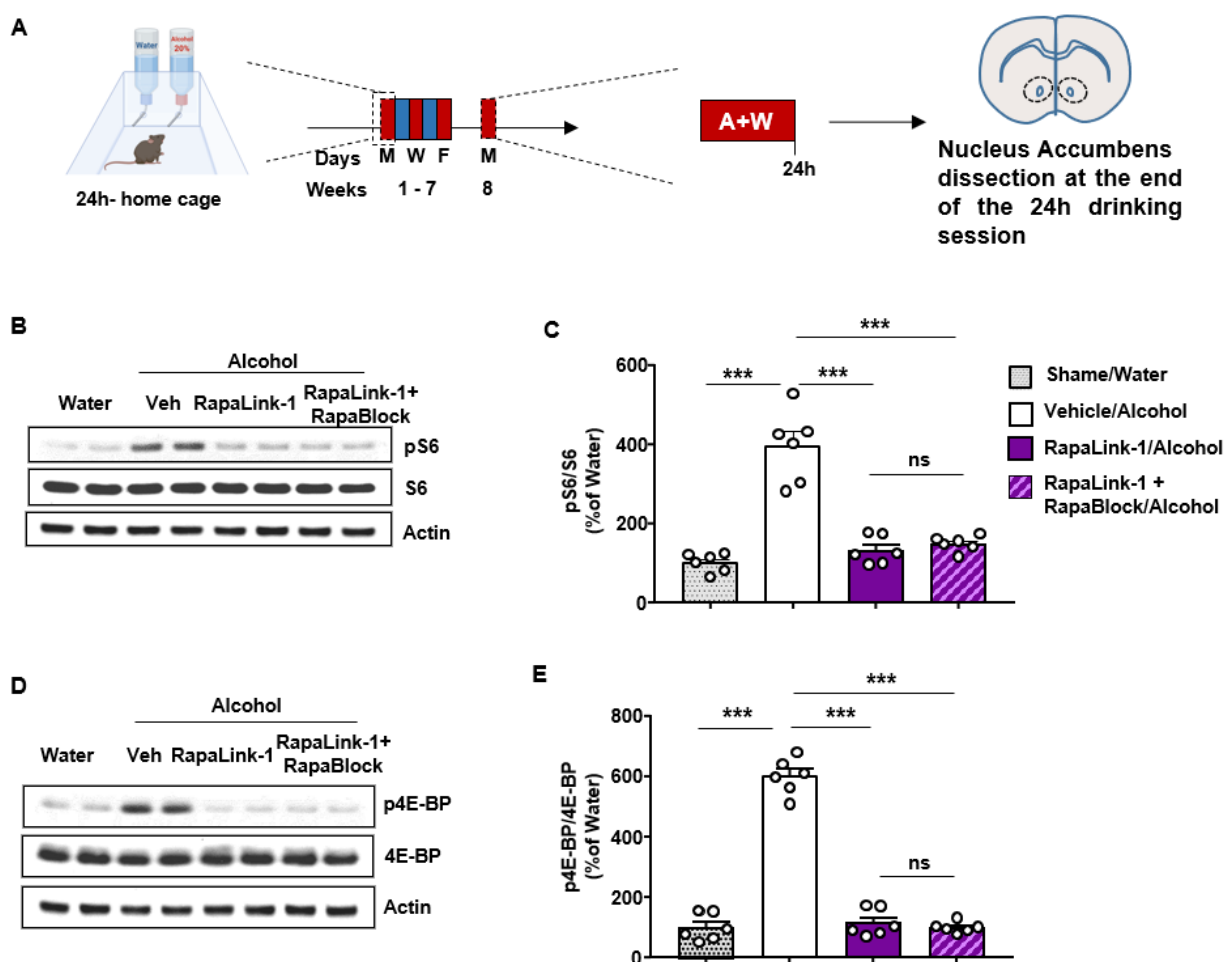 A
Water
Alcohol
20%
24h- home cage
Days M W F M
Weeks 1 - 7 8
A+W
24h
Nucleus Accumbens
dissection at the end
of the 24h drinking
session
B
Alcohol
Water Veh RapaLink-1 RapaLink-1+
RapaBlock
pS6
S6
Actin
C
pS6/S6
(%of Water)
600
400
200
0
***
***
***
ns
Shame/Water
Vehicle/Alcohol
RapaLink-1/Alcohol
RapaLink-1 +
RapaBlock/Alcohol
D
Alcohol
Water Veh RapaLink-1 RapaLink-1+
RapaBlock
p4E-BP
4E-BP
Actin
E
p4E-BP/4E-BP
(%of Water)
800
600
400
200
0
***
***
***
ns